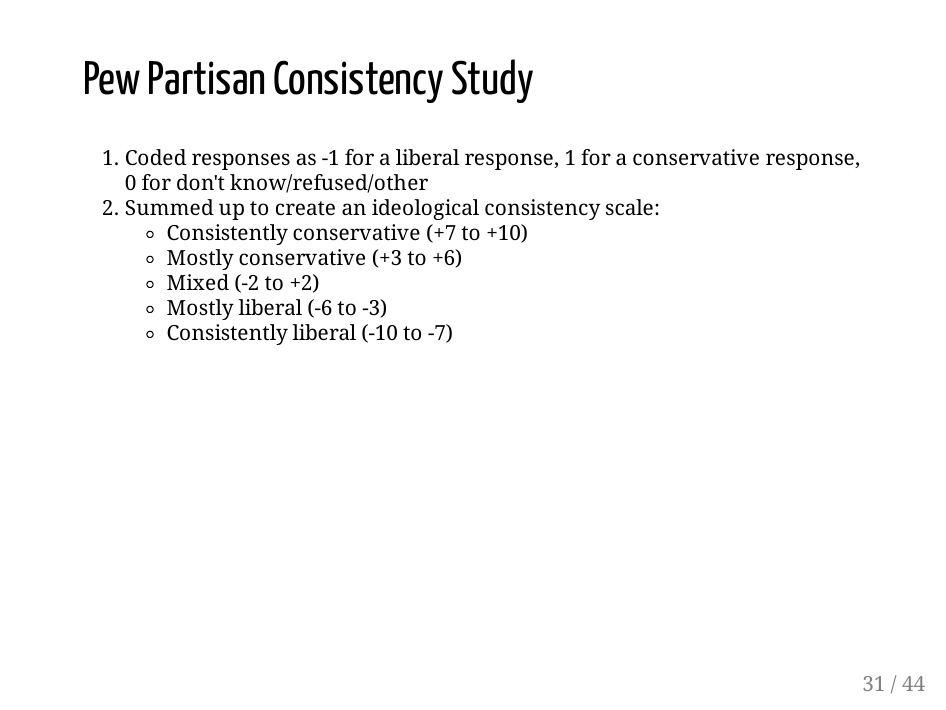 Pew Partisan Consistency Study
1. Coded responses as -1 for a liberal response, 1 for a conservative response,
0 for don't know/refused/other
2. Summed up to create an ideological consistency scale:
◦ Consistently conservative (+7 to +10)
◦ Mostly conservative (+3 to +6)
◦ Mixed (-2 to +2)
◦ Mostly liberal (-6 to -3)
◦ Consistently liberal (-10 to -7)
31 / 44